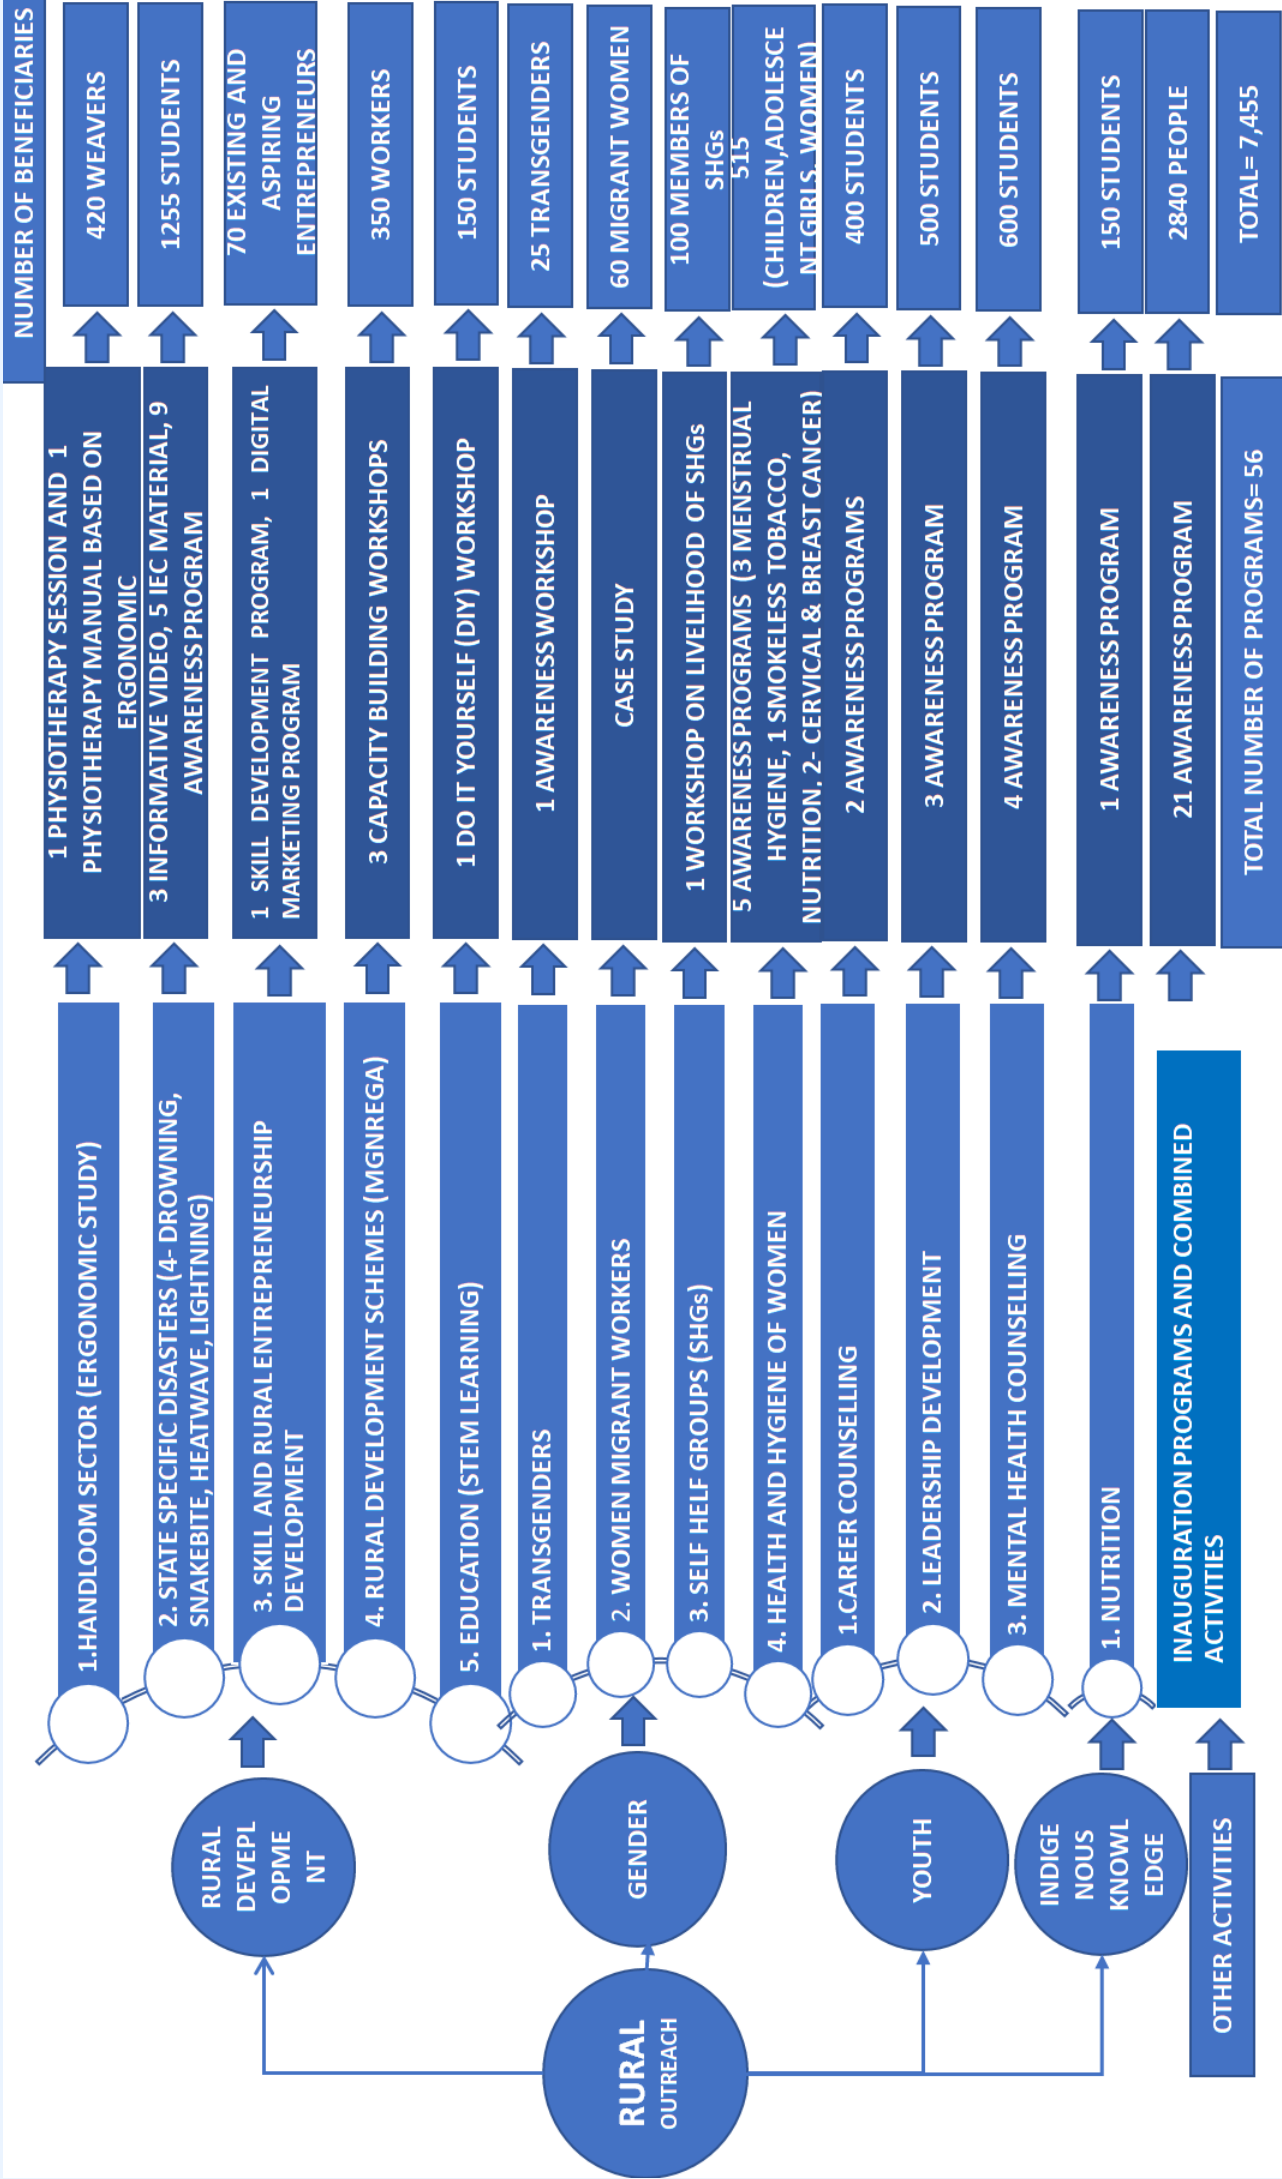 NUMBER OF BENEFICIARIES
RURAL
OUTREACH
RURAL
DEVEPL
OPME
NT
1.HANDLOOM SECTOR (ERGONOMIC STUDY)
1 PHYSIOTHERAPY SESSION AND 1
PHYSIOTHERAPY MANUAL BASED ON
ERGONOMIC
420 WEAVERS
2. STATE SPECIFIC DISASTERS (4- DROWNING,
SNAKEBITE, HEATWAVE, LIGHTNING)
3 INFORMATIVE VIDEO, 5 IEC MATERIAL, 9
AWARENESS PROGRAM
1255 STUDENTS
3. SKILL AND RURAL ENTREPRENEURSHIP
DEVELOPMENT
1 SKILL DEVELOPMENT PROGRAM, 1 DIGITAL
MARKETING PROGRAM
70 EXISTING AND
ASPIRING
ENTREPRENEURS
4. RURAL DEVELOPMENT SCHEMES (MGNREGA)
3 CAPACITY BUILDING WORKSHOPS
350 WORKERS
5. EDUCATION (STEM LEARNING)
1 DO IT YOURSELF (DIY) WORKSHOP
150 STUDENTS
GENDER
1. TRANSGENDERS
1 AWARENESS WORKSHOP
25 TRANSGENDERS
2. WOMEN MIGRANT WORKERS
CASE STUDY
60 MIGRANT WOMEN
3. SELF HELF GROUPS (SHGs)
1 WORKSHOP ON LIVELIHOOD OF SHGs
100 MEMBERS OF
SHGs
4. HEALTH AND HYGIENE OF WOMEN
5 AWARENESS PROGRAMS (3 MENSTRUAL
HYGIENE, 1 SMOKELESS TOBACCO,
NUTRITION, 2- CERVICAL & BREAST CANCER)
515
(CHILDREN,ADOLESCE
NT GIRLS, WOMEN)
YOUTH
1.CAREER COUNSELLING
2 AWARENESS PROGRAMS
400 STUDENTS
2. LEADERSHIP DEVELOPMENT
3 AWARENESS PROGRAM
500 STUDENTS
3. MENTAL HEALTH COUNSELLING
4 AWARENESS PROGRAM
600 STUDENTS
INDIGE
NOUS
KNOWL
EDGE
1. NUTRITION
1 AWARENESS PROGRAM
150 STUDENTS
OTHER ACTIVITIES
INAUGURATION PROGRAMS AND COMBINED
ACTIVITIES
21 AWARENESS PROGRAM
2840 PEOPLE
TOTAL NUMBER OF PROGRAMS= 56
TOTAL= 7,455